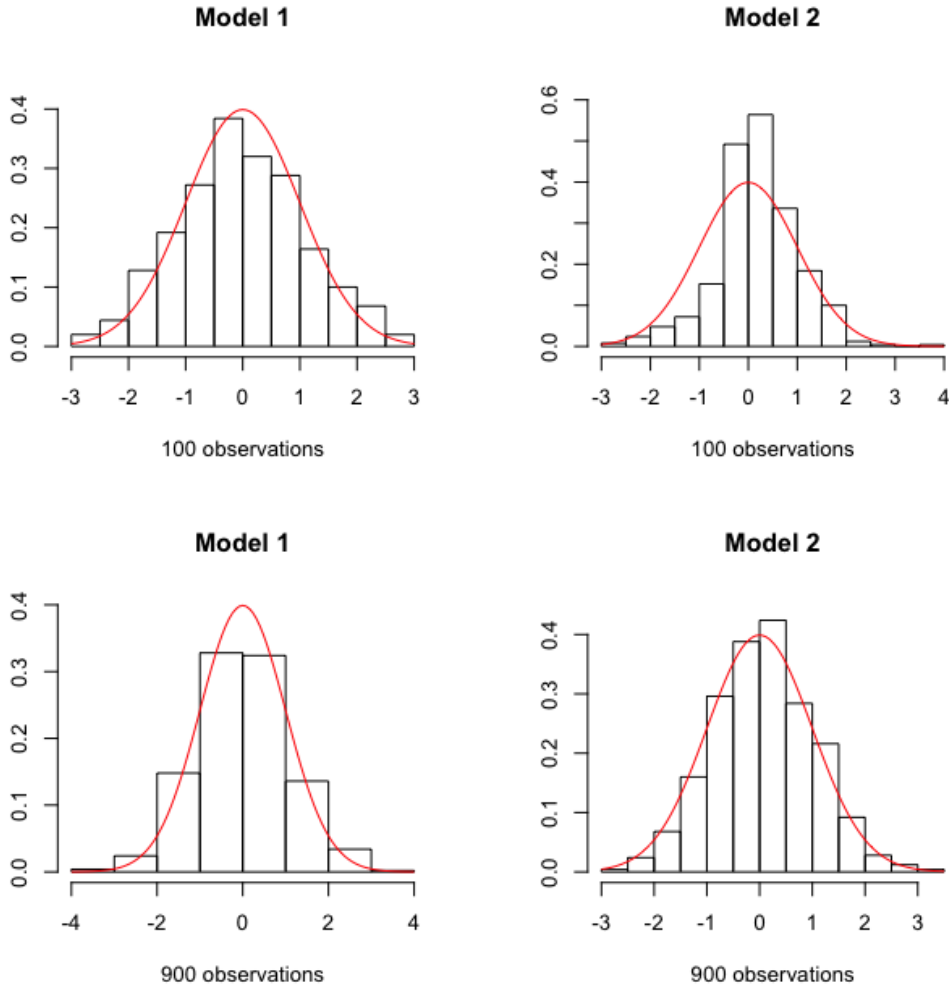 Model 1
0.0 0.1 0.2 0.3 0.4
-3 -2 -1 0 1 2 3
100 observations
Model 2
0.0 0.2 0.4 0.6
-3 -2 -1 0 1 2 3 4
100 observations
Model 1
0.0 0.1 0.2 0.3 0.4
-4 -2 0 2 4
900 observations
Model 2
0.0 0.1 0.2 0.3 0.4
-3 -2 -1 0 1 2 3
900 observations